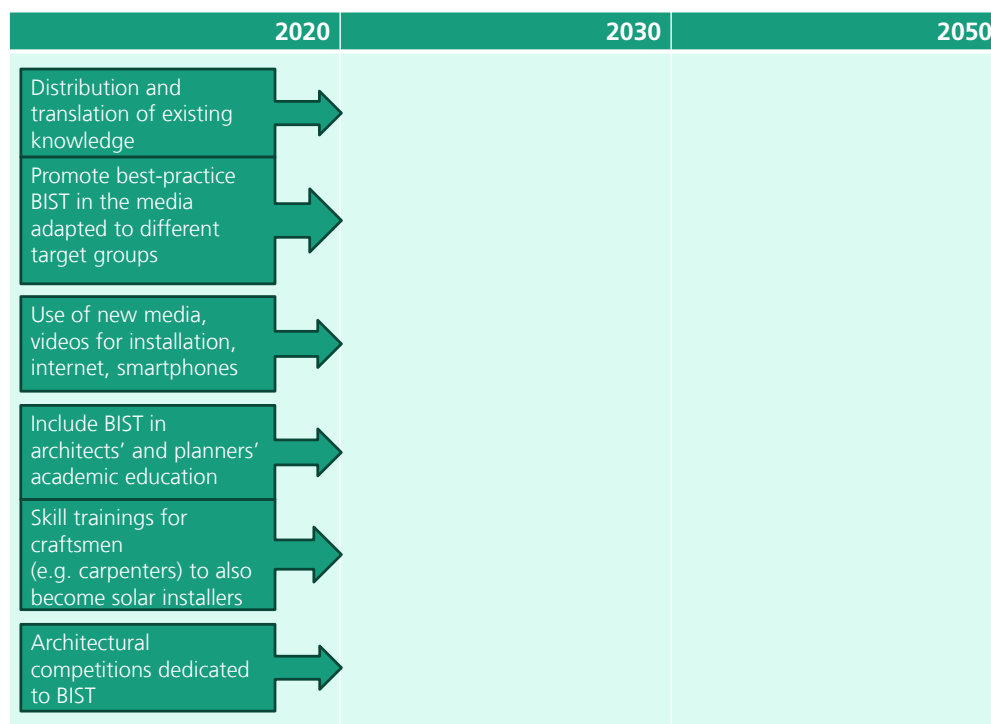 2020 2030 2050
Distribution and
translation of existing
knowledge
Promote best-practice
BIST in the media
adapted to different
target groups
Use of new media,
videos for installation,
internet, smartphones
Include BIST in
architects’ and planners’
academic education
Skill trainings for
craftsmen
(e.g. carpenters) to also
become solar installers
Architectural
competitions dedicated
to BIST